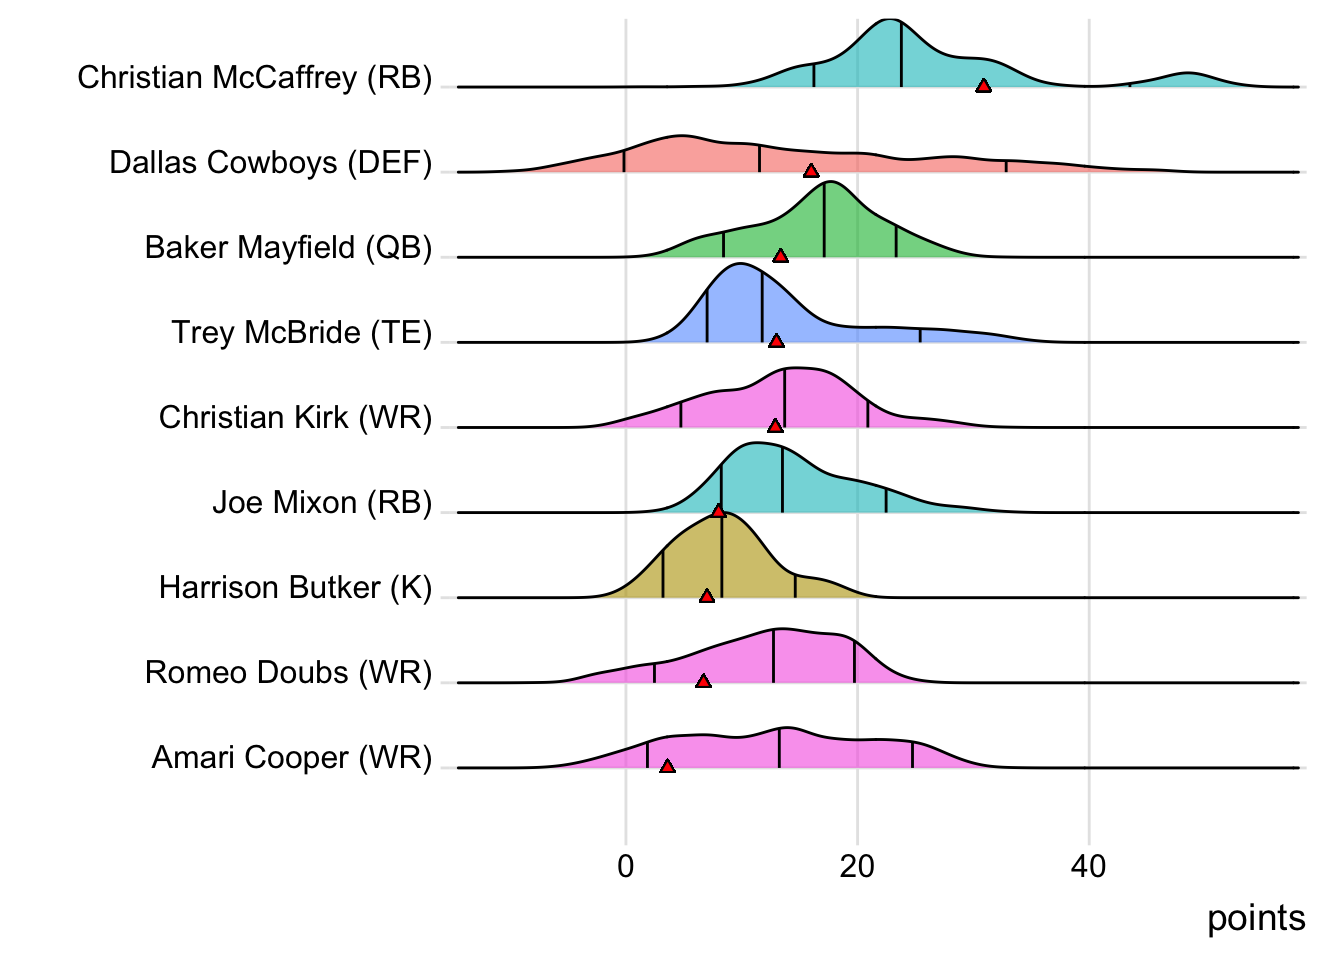 Christian McCaffrey (RB)
Dallas Cowboys (DEF)
Baker Mayfield (QB)
Trey McBride (TE)
Christian Kirk (WR)
Joe Mixon (RB)
Harrison Butker (K)
Romeo Doubs (WR)
Amari Cooper (WR)
0 20 40
points